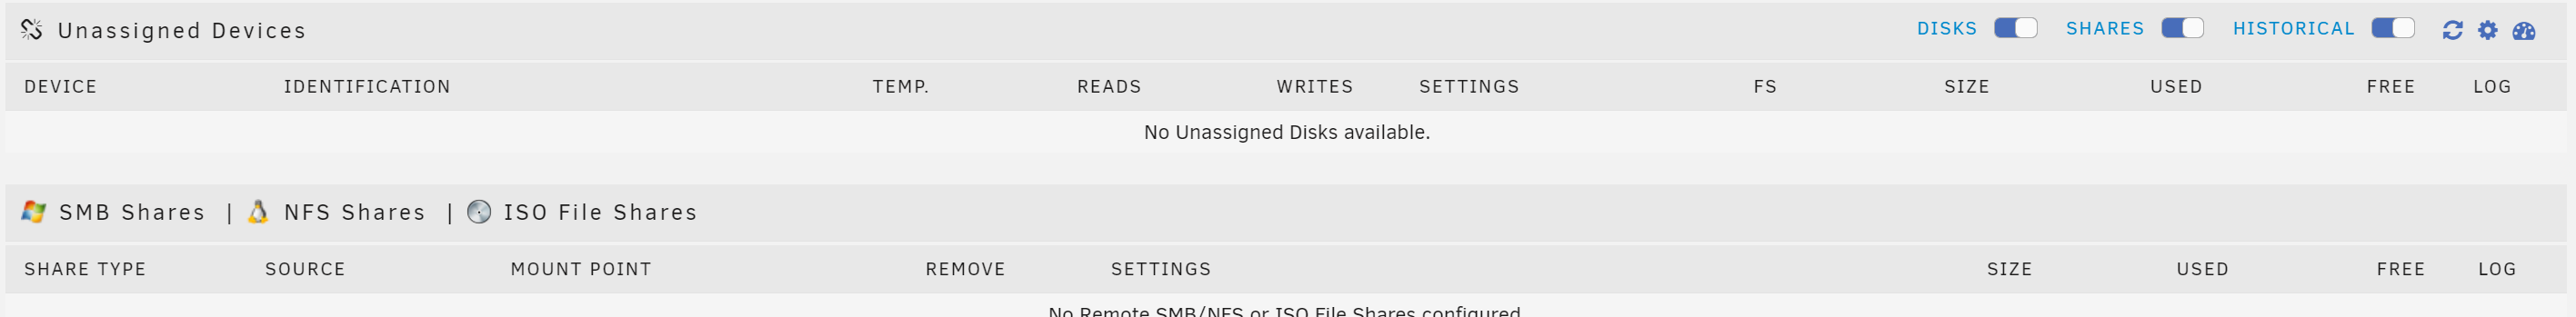 Unassigned Devices DISKS SHARES HISTORICAL
DEVICE IDENTIFICATION TEMP. READS WRITES SETTINGS FS SIZE USED FREE LOG
No Unassigned Disks available.
SMB Shares | NFS Shares | ISO File Shares
SHARE TYPE SOURCE MOUNT POINT REMOVE SETTINGS SIZE USED FREE LOG
No Remote SMB/NFS or ISO File Shares configured